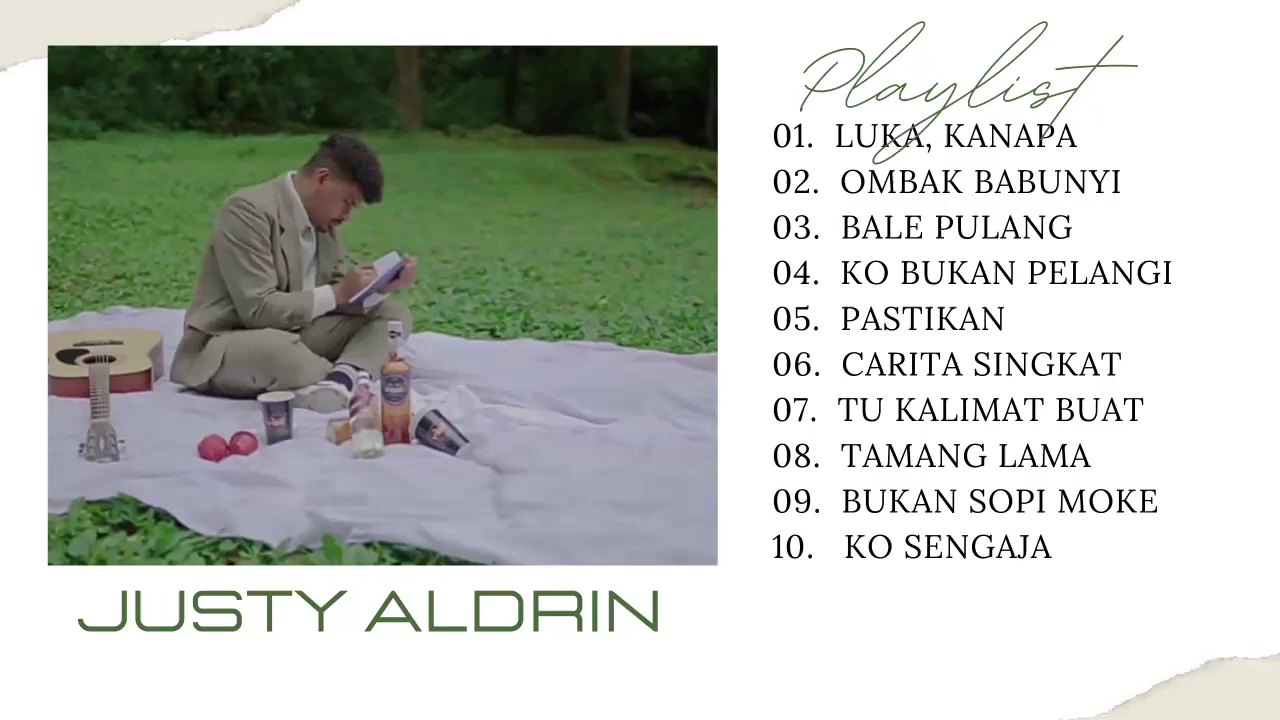 Playlist
01. LUKA, KANAPA
02. OMBAK BABUNYI
03. BALE PULANG
04. KO BUKAN PELANGI
05. PASTIKAN
06. CARITA SINGKAT
07. TU KALIMAT BUAT
08. TAMANG LAMA
09. BUKAN SOPI MOKE
10. KO SENGAJA
JUSTY ALDRIN